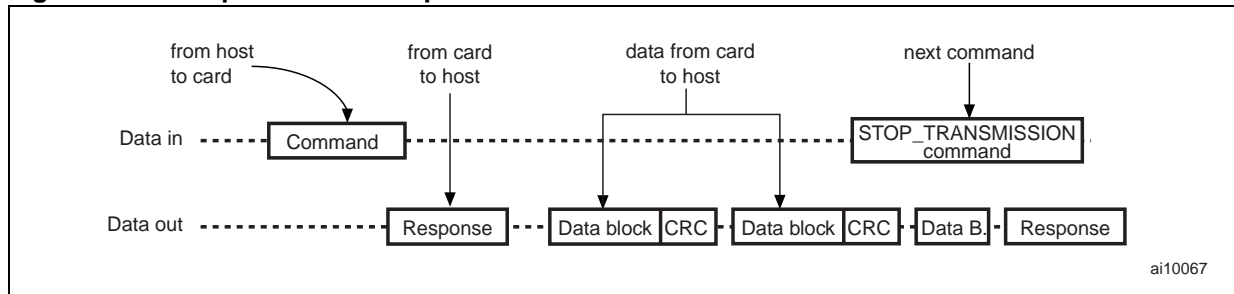 from host
to card
from card
to host
data from card
to host
next command
Data in
Command
STOP_TRANSMISSION
command
Data out
Response
Data block
CRC
Data block
CRC
Data B.
Response
ai10067